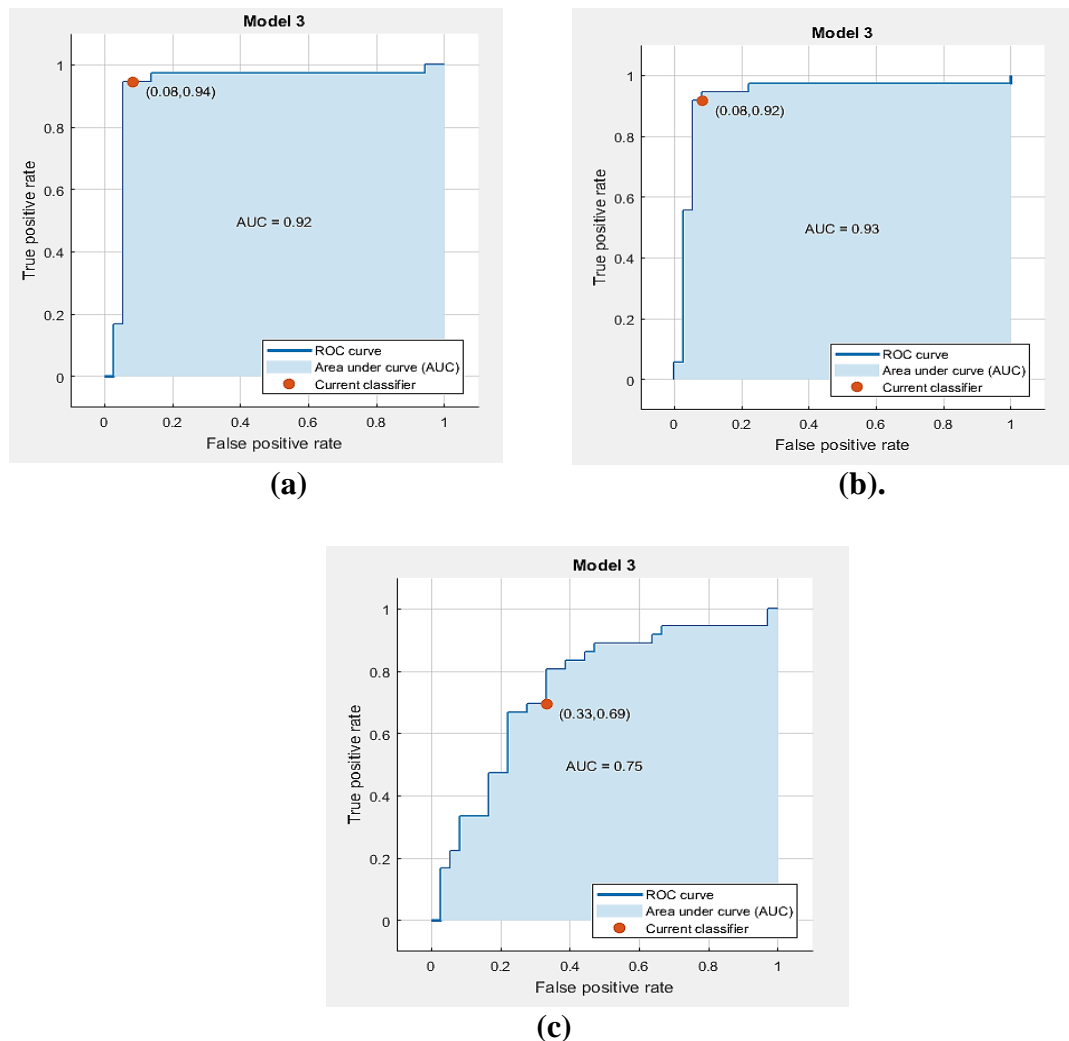 Model 3
1
0.8
0.6
0.4
0.2
0
True positive rate
(0.08,0.94)
AUC = 0.92
ROC curve
Area under curve (AUC)
Current classifier
0 0.2 0.4 0.6 0.8 1
False positive rate
(a)
Model 3
1
0.8
0.6
0.4
0.2
0
True positive rate
(0.08,0.92)
AUC = 0.93
ROC curve
Area under curve (AUC)
Current classifier
0 0.2 0.4 0.6 0.8 1
False positive rate
(b).
Model 3
1
0.8
0.6
0.4
0.2
0
True positive rate
(0.33,0.69)
AUC = 0.75
ROC curve
Area under curve (AUC)
Current classifier
0 0.2 0.4 0.6 0.8 1
False positive rate
(c)